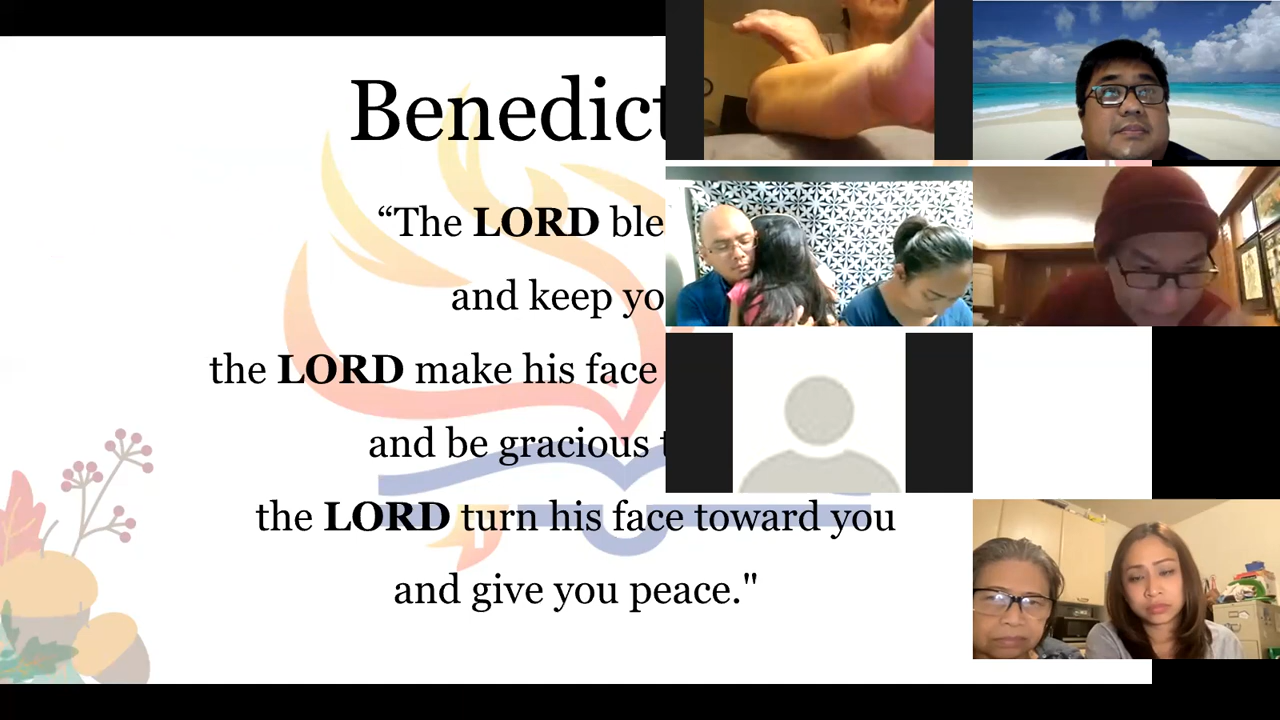 Benedict
“The LORD ble
and keep yo
the LORD make his face
and be gracious t
the LORD turn his face toward you
and give you peace."